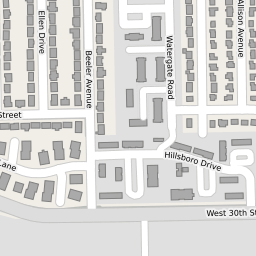 Ellen Drive
Beeler Avenue
Watergate Road
Allison Avenue
Street
Hillsboro Drive
Lane
West 30th St